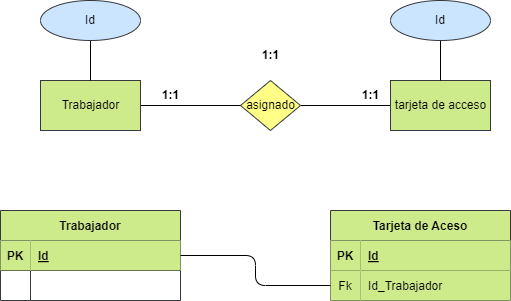 Id
Id
1:1
1:1
1:1
Trabajador
asignado
tarjeta de acceso
Trabajador
PK Id
Tarjeta de Aceso
PK Id
Fk Id_Trabajador